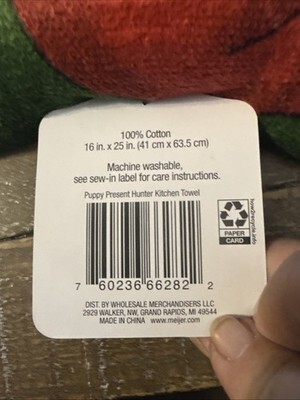 100% Cotton
16 in. x 25 in. (41 cm x 63.5 cm)
Machine washable,
see sew-in label for care instructions.
Puppy Present Hunter Kitchen Towel
how2recycle.info
PAPER
CARD
7 60236 66282 2
DIST. BY WHOLESALE MERCHANDISERS LLC
2929 WALKER, NW, GRAND RAPIDS, MI 49544
MADE IN CHINA www.meijer.com